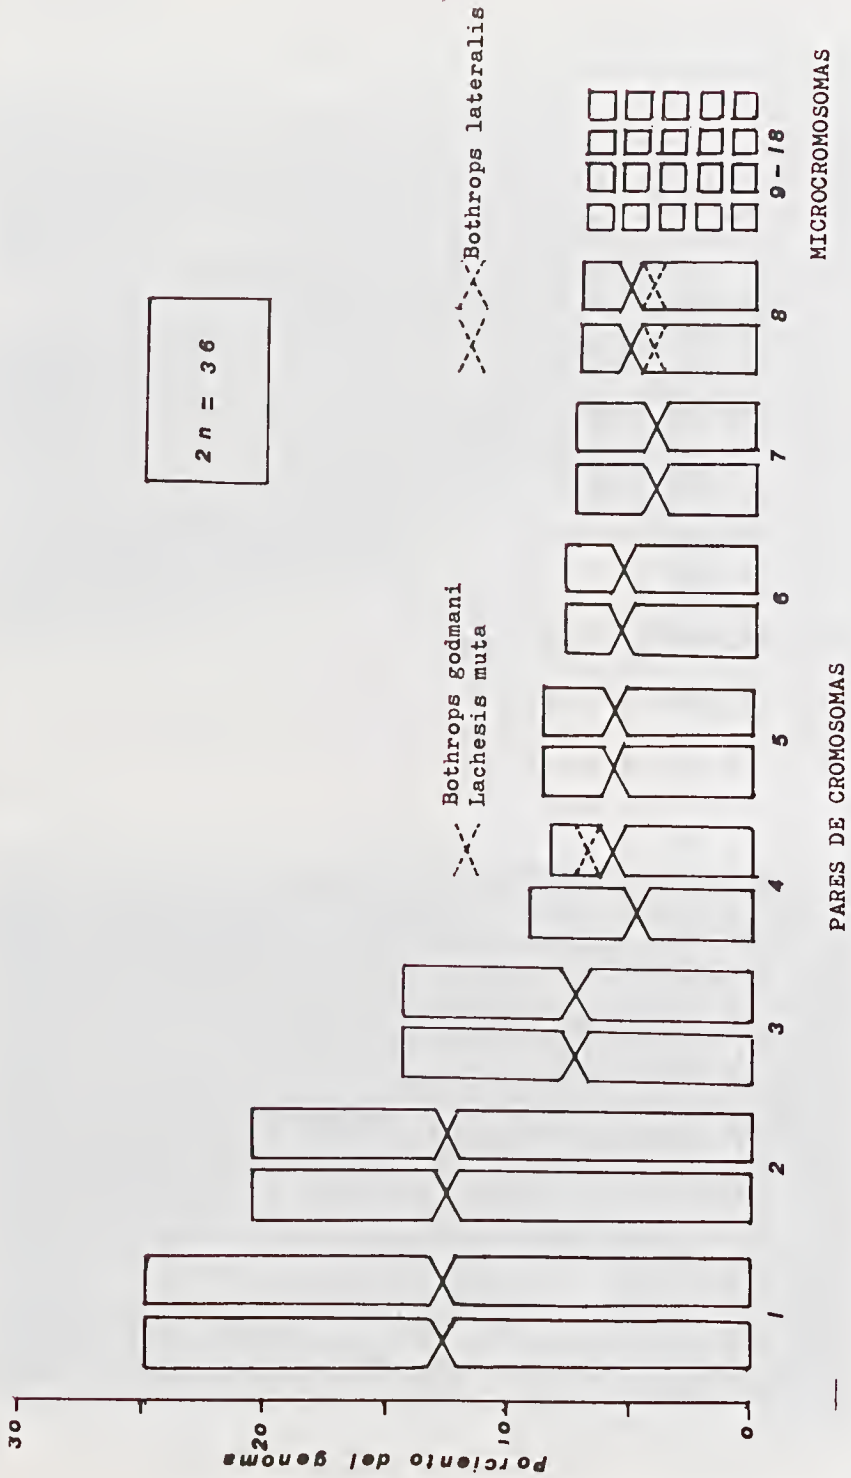 Porciento del genoma
30
20
10
0
2n = 36
Bothrops godmani
Lachesis muta
Bothrops lateralis
1
2
3
4
5
6
7
8
9-18
PARES DE CROMOSOMAS
MICROCROMOSOMAS